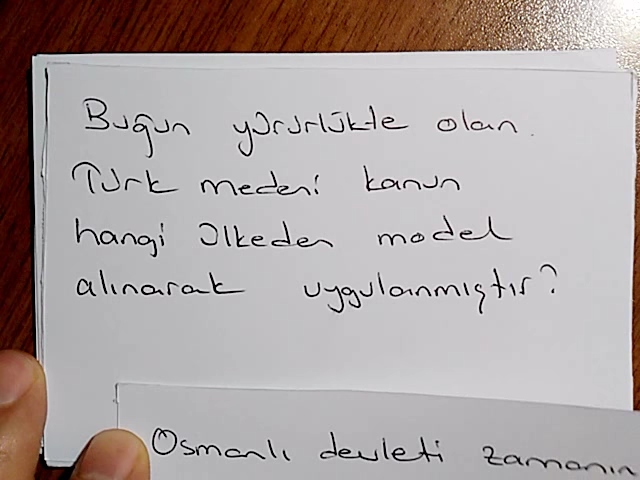 Bugün yürürlükte olan
Türk medeni kanun
hangi ülkeden model
alınarak uygulanmıştır?
Osmanlı devleti zamanın